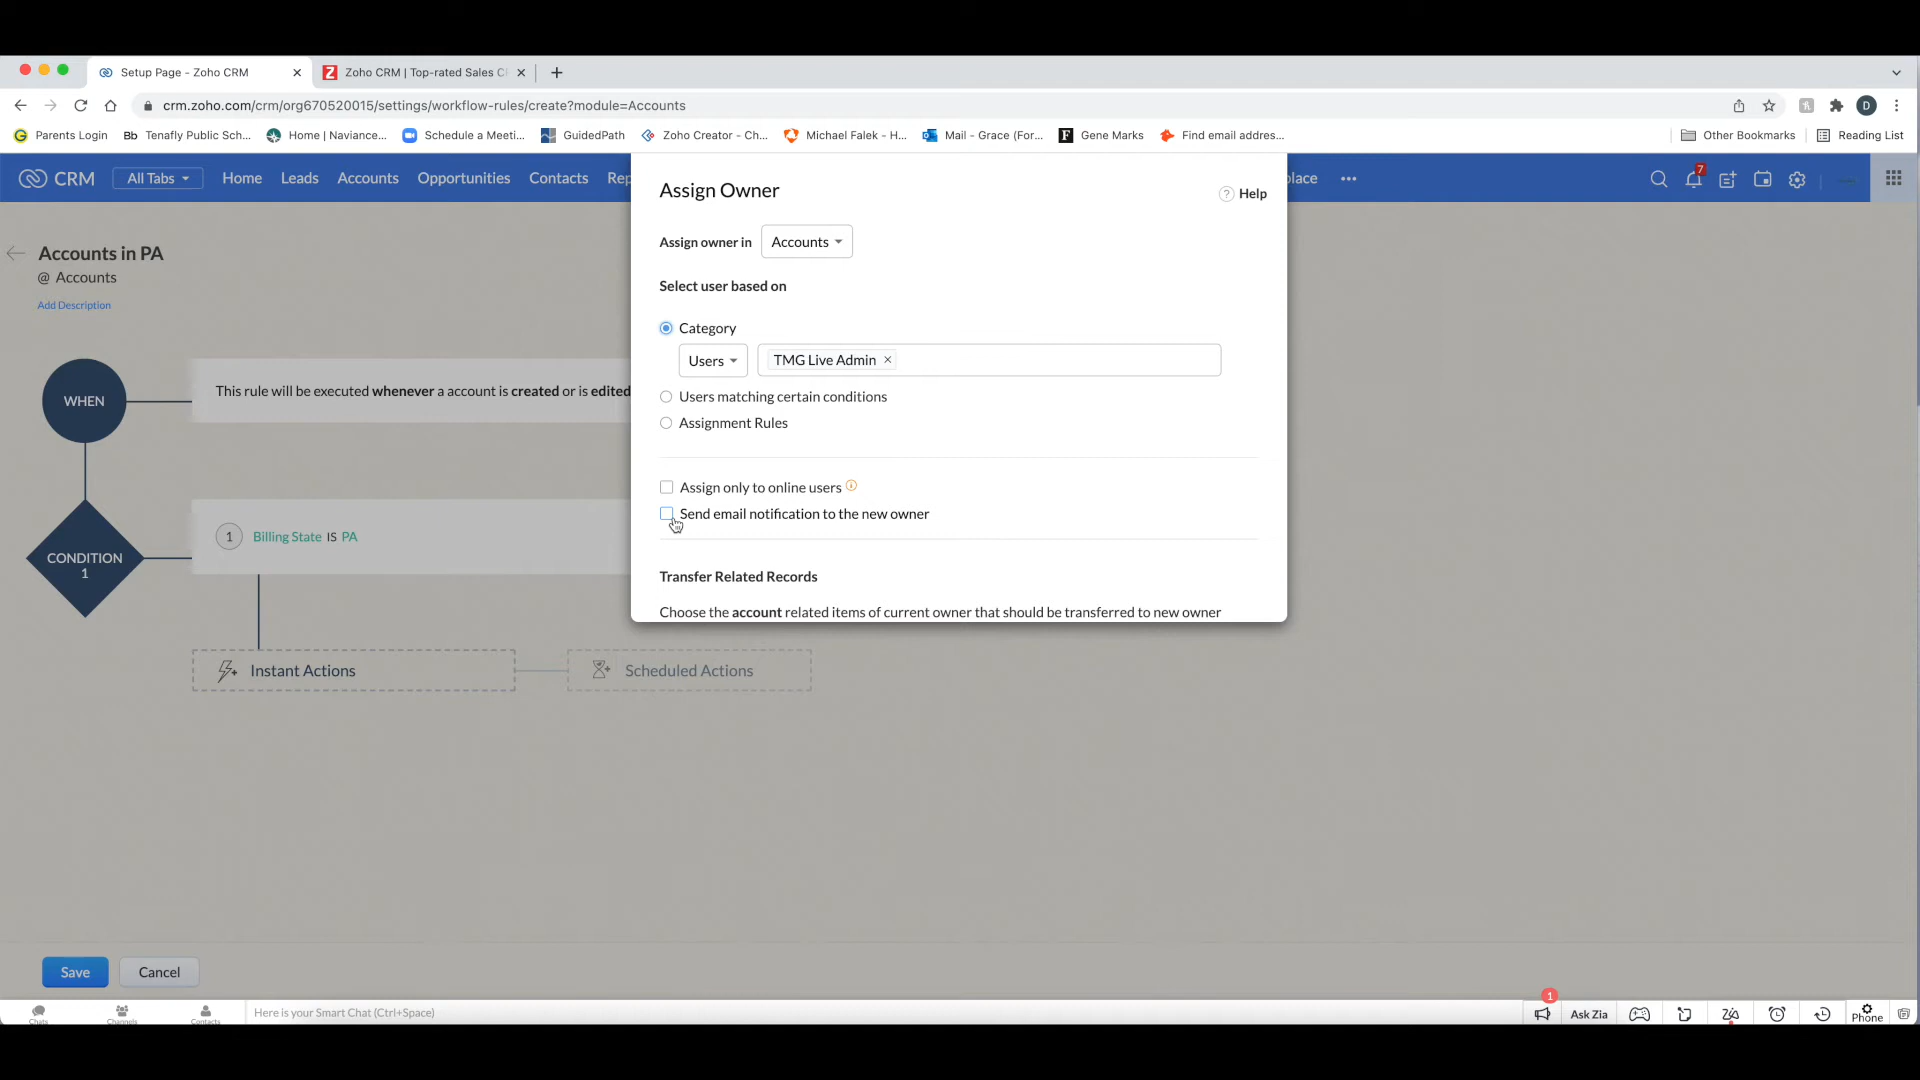 Setup Page - Zoho CRM
Zoho CRM | Top-rated Sales C
crm.zoho.com/crm/org670520015/settings/workflow-rules/create?module=Accounts
D
Parents Login
Bb Tenafly Public Sch...
Home | Naviance...
Schedule a Meeti...
GuidedPath
Zoho Creator - Ch...
Michael Falek - H...
Mail - Grace (For...
F Gene Marks
Find email addres...
Other Bookmarks
Reading List
CRM
All Tabs
Home
Leads
Accounts
Opportunities
Contacts
Rep
place
7
Assign Owner
? Help
Assign owner in
Accounts
Select user based on
Category
Users
TMG Live Admin ×
Users matching certain conditions
Assignment Rules
Assign only to online users
Send email notification to the new owner
Transfer Related Records
Choose the account related items of current owner that should be transferred to new owner
Accounts in PA
@ Accounts
Add Description
WHEN
This rule will be executed whenever a account is created or is edited
CONDITION
1
1 Billing State IS PA
Instant Actions
Scheduled Actions
Save
Cancel
Chats
Channels
Contacts
Here is your Smart Chat (Ctrl+Space)
1
Ask Zia
Phone